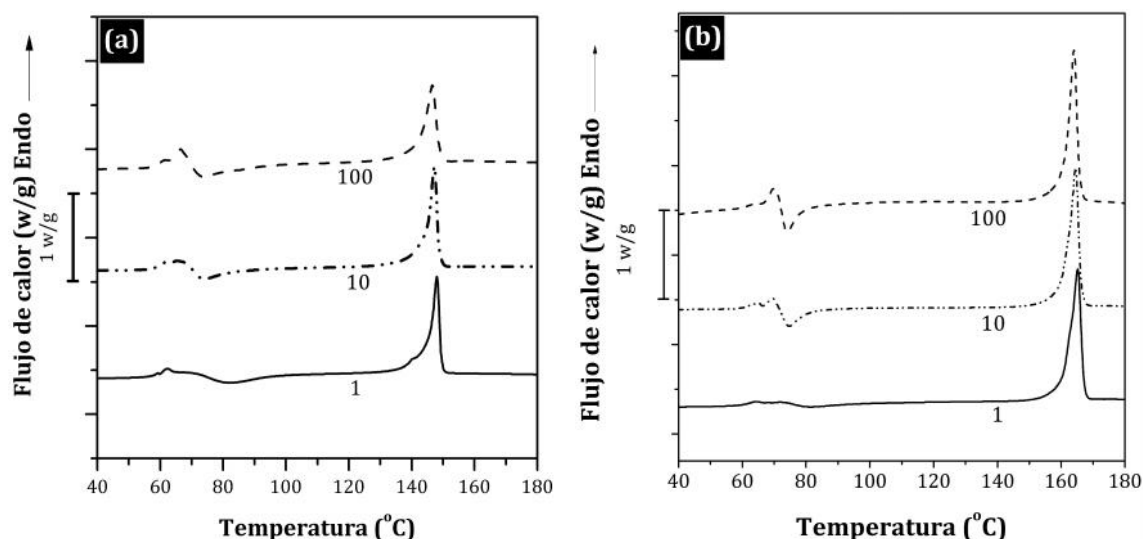 (a)
Flujo de calor (w/g) Endo
1 w/g
100
10
1
40 60 80 100 120 140 160 180
Temperatura (°C)
(b)
Flujo de calor (w/g) Endo
1 w/g
100
10
1
40 60 80 100 120 140 160 180
Temperatura (°C)